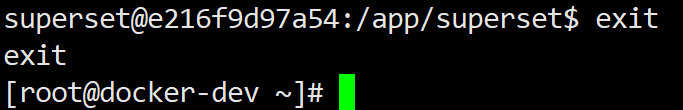 superset@e216f9d97a54:/app/superset$ exit
exit
[root@docker-dev ~]#